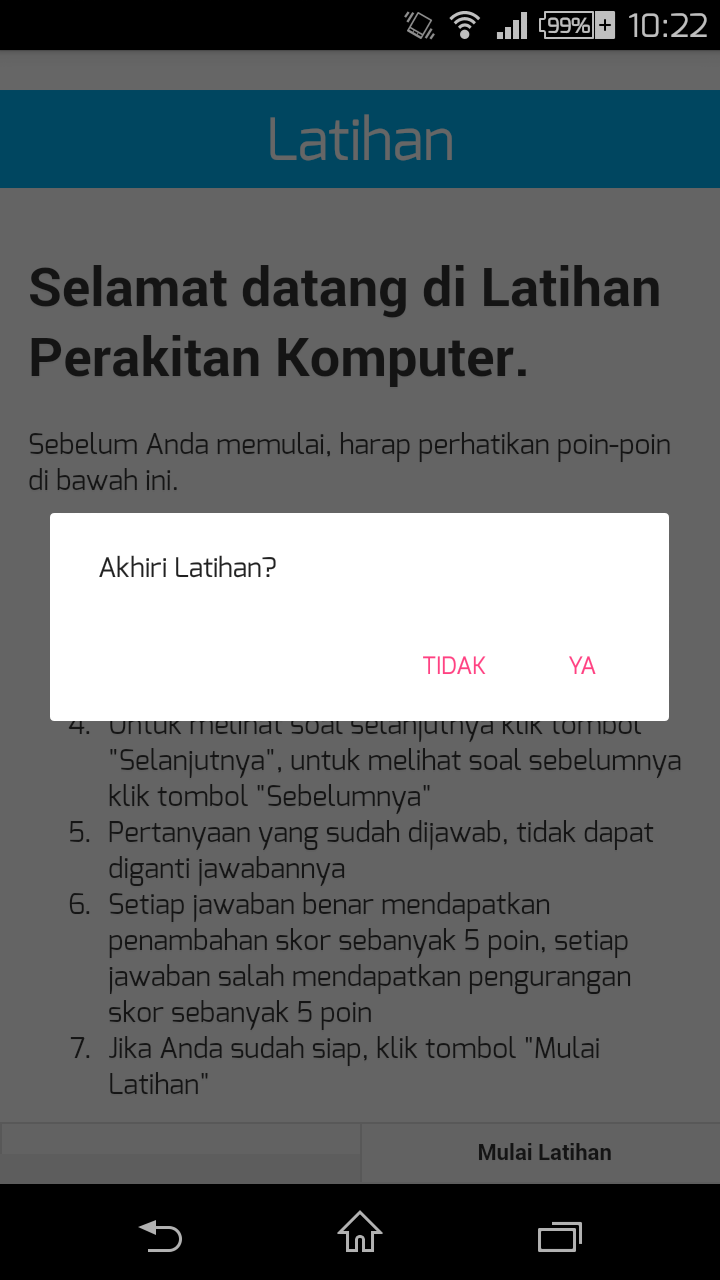 99%
10:22
Latihan
Selamat datang di Latihan
Perakitan Komputer.
Sebelum Anda memulai, harap perhatikan poin-poin
di bawah ini.
Akhiri Latihan?
TIDAK YA
4. Untuk melihat soal selanjutnya klik tombol
"Selanjutnya", untuk melihat soal sebelumnya
klik tombol "Sebelumnya"
5. Pertanyaan yang sudah dijawab, tidak dapat
diganti jawabannya
6. Setiap jawaban benar mendapatkan
penambahan skor sebanyak 5 poin, setiap
jawaban salah mendapatkan pengurangan
skor sebanyak 5 poin
7. Jika Anda sudah siap, klik tombol "Mulai
Latihan"
Mulai Latihan